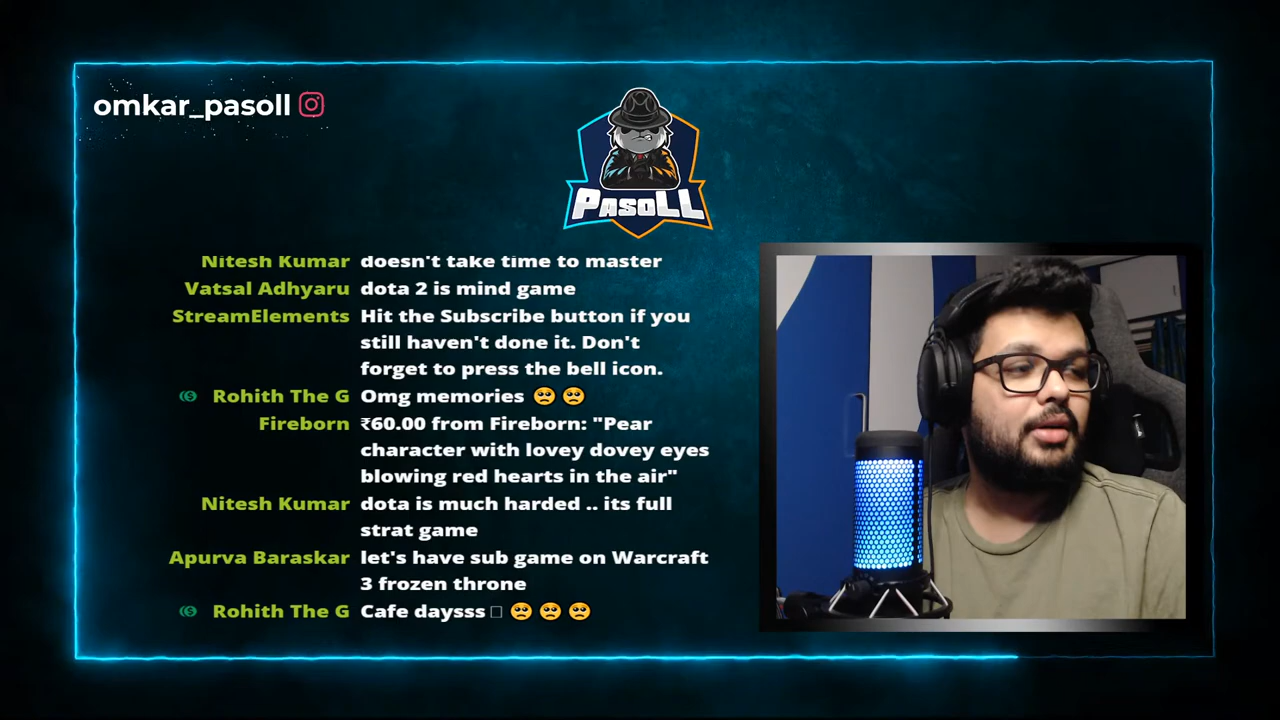 omkar_pasoll
PASOLL
Nitesh Kumar doesn't take time to master
Vatsal Adhyaru dota 2 is mind game
StreamElements Hit the Subscribe button if you
still haven't done it. Don't
forget to press the bell icon.
Rohith The G Omg memories 🥺 🥺
Fireborn ₹60.00 from Fireborn: "Pear
character with lovey dovey eyes
blowing red hearts in the air"
Nitesh Kumar dota is much harded .. its full
strat game
Apurva Baraskar let's have sub game on Warcraft
3 frozen throne
Rohith The G Cafe daysss □ 🥺 🥺 🥺